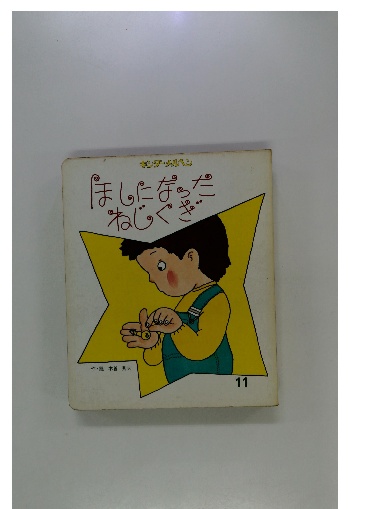 キンダーメルヘン
ほしになった
ねじくぎ
11